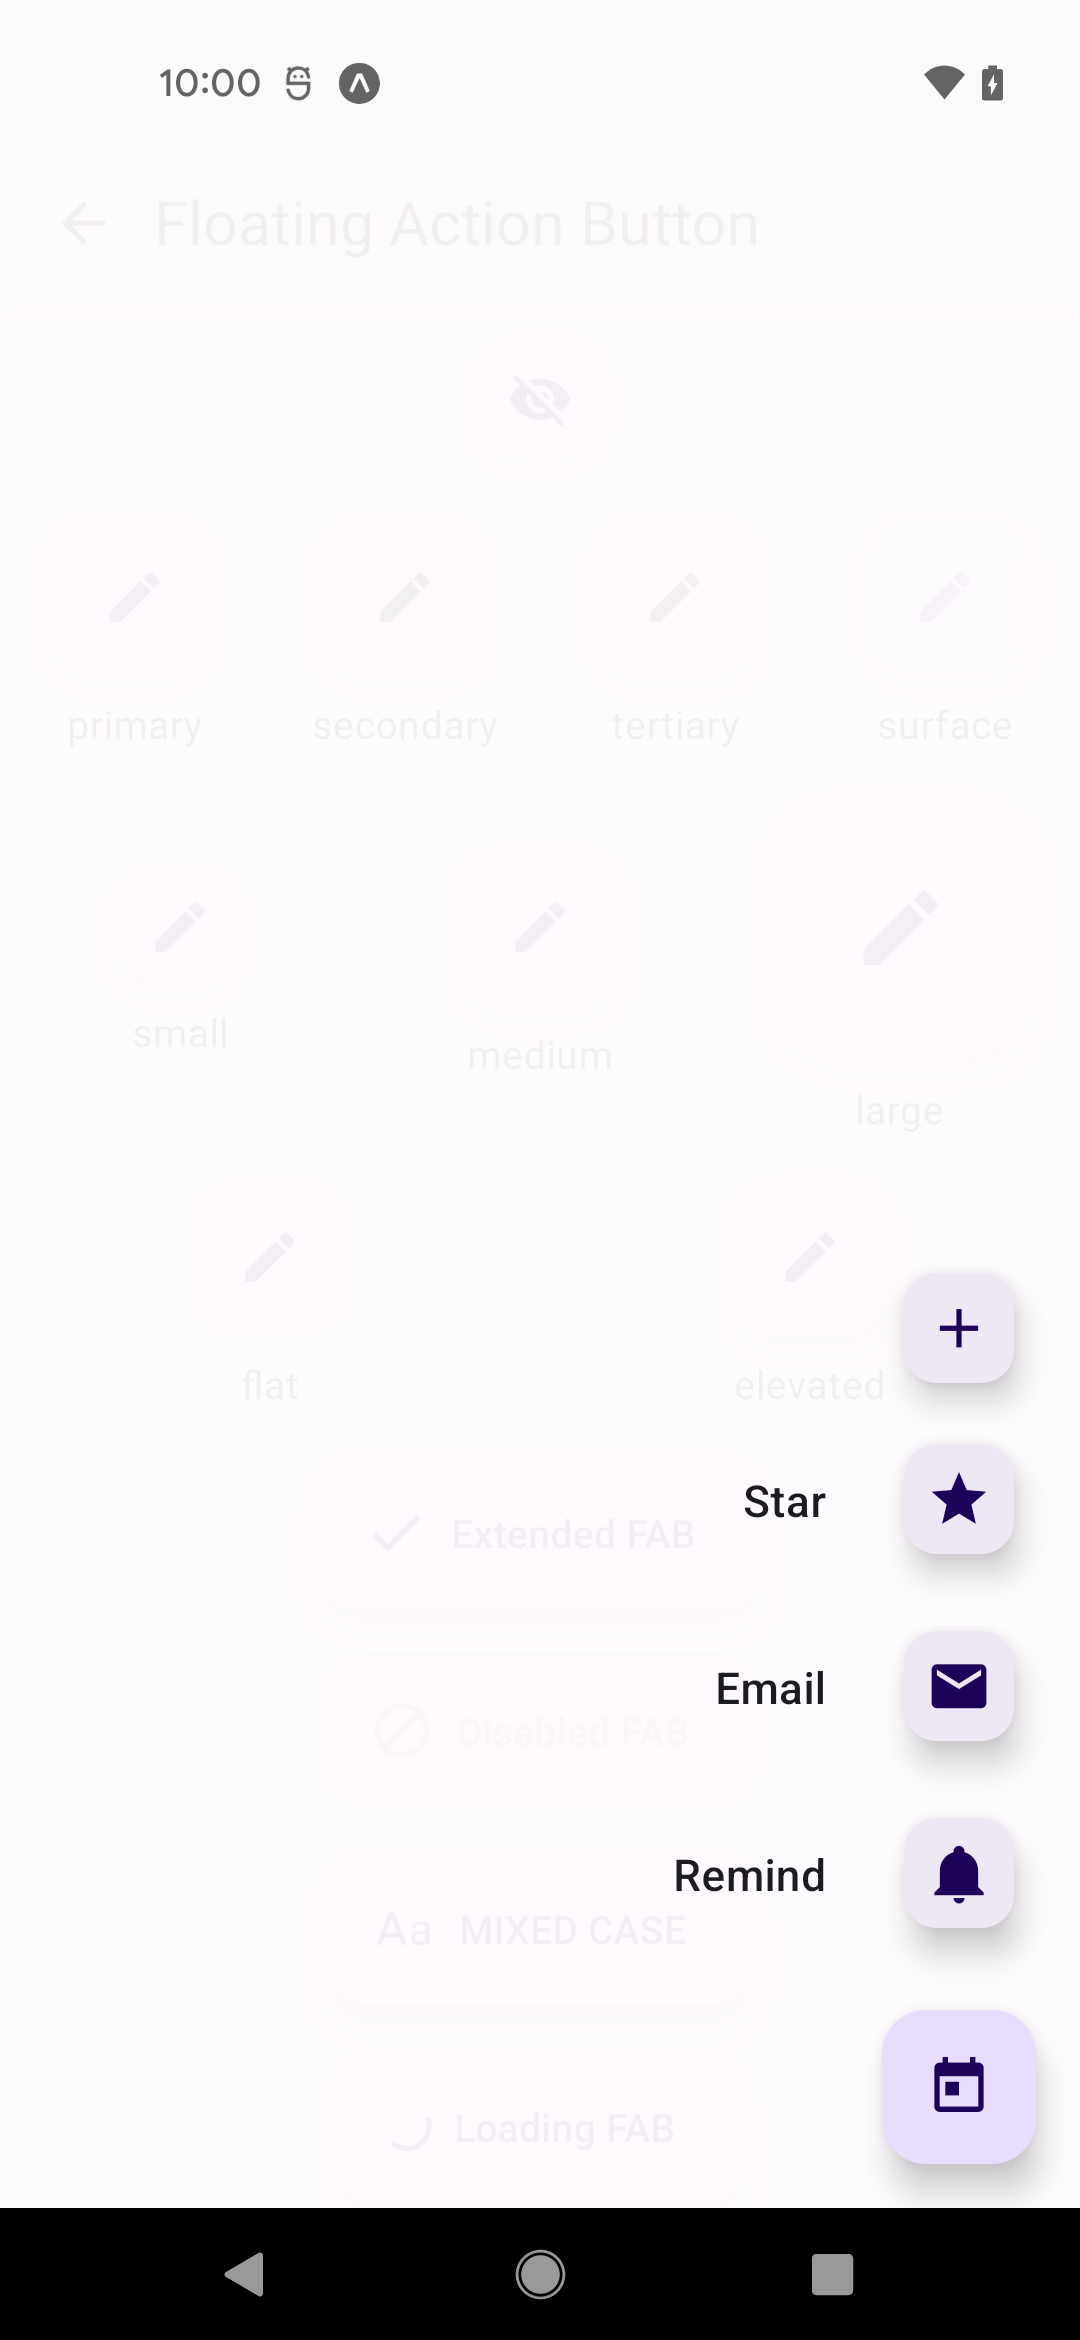 10:00
Floating Action Button
primary secondary tertiary surface
small
medium
large
flat elevated
Star
Extended FAB
Email
Disabled FAB
Remind
Aa MIXED CASE
Loading FAB